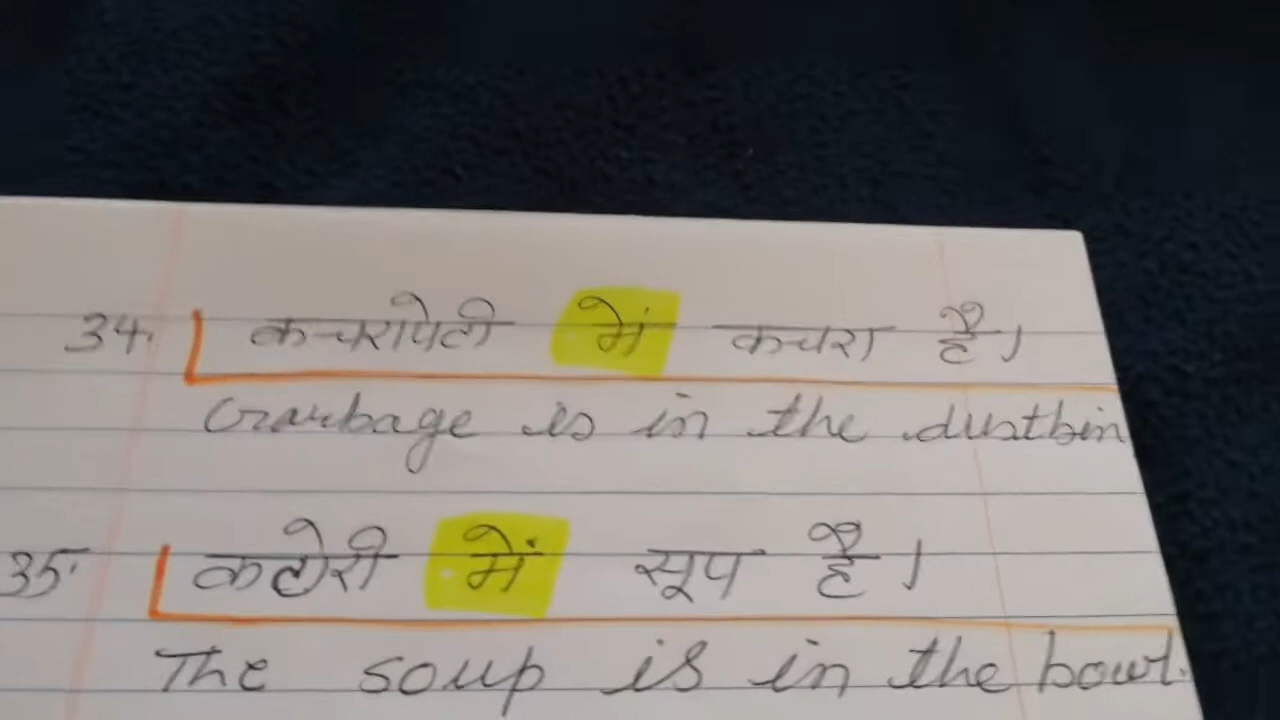 34. कचरापेटी में कचरा है।
Garbage is in the dustbin
35. कटोरी में सूप है।
The soup is in the bowl.